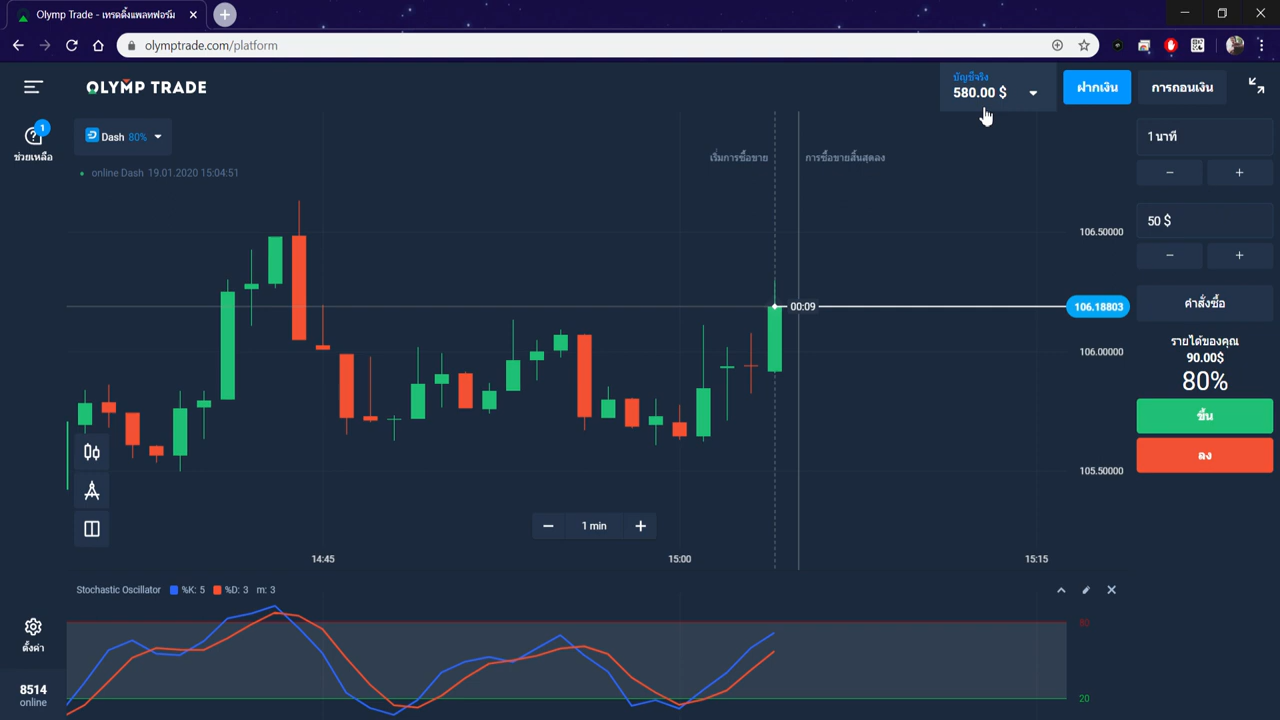 Olymp Trade - เทรดดิ้งแพลทฟอร์ม
olymptrade.com/platform
OLYMP TRADE
บัญชีจริง
580.00 $
ฝากเงิน
การถอนเงิน
1
ช่วยเหลือ
Dash 80%
online Dash 19.01.2020 15:04:51
เริ่มการซื้อขาย
การซื้อขายสิ้นสุดลง
1 นาที
− +
50 $
− +
คำสั่งซื้อ
รายได้ของคุณ
90.00$
80%
ขึ้น
ลง
106.50000
00:09
106.18803
106.00000
105.50000
− 1 min +
14:45 15:00 15:15
Stochastic Oscillator %K: 5 %D: 3 m: 3
80
20
ตั้งค่า
8514
online